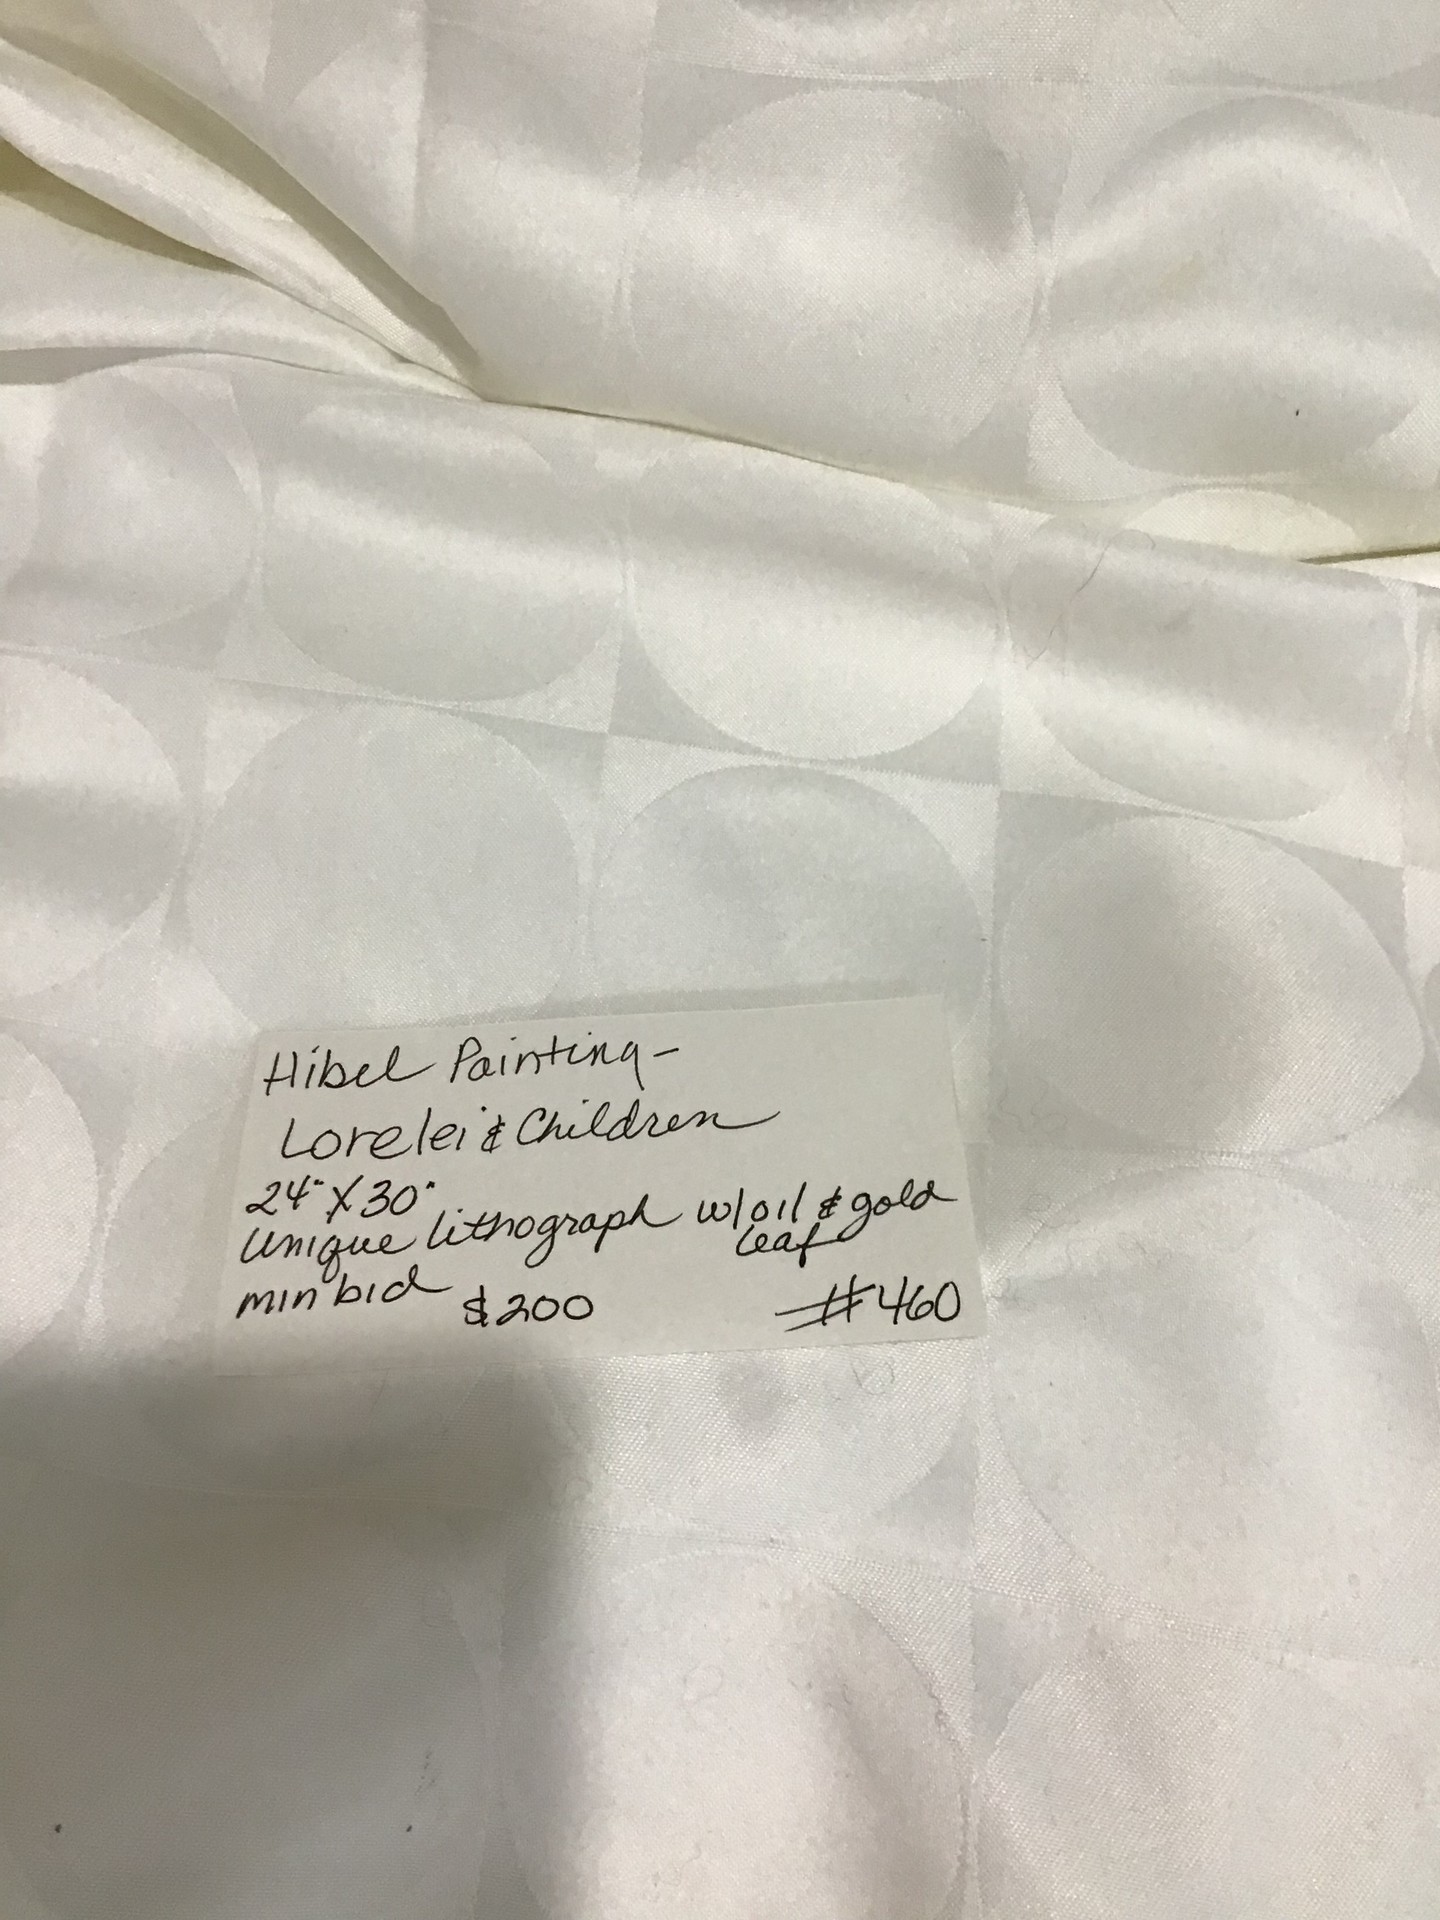 Hibel Painting –
Lorelei & Children
24" X 30"
Unique lithograph w/oil & gold
leaf
min bid $200 #460